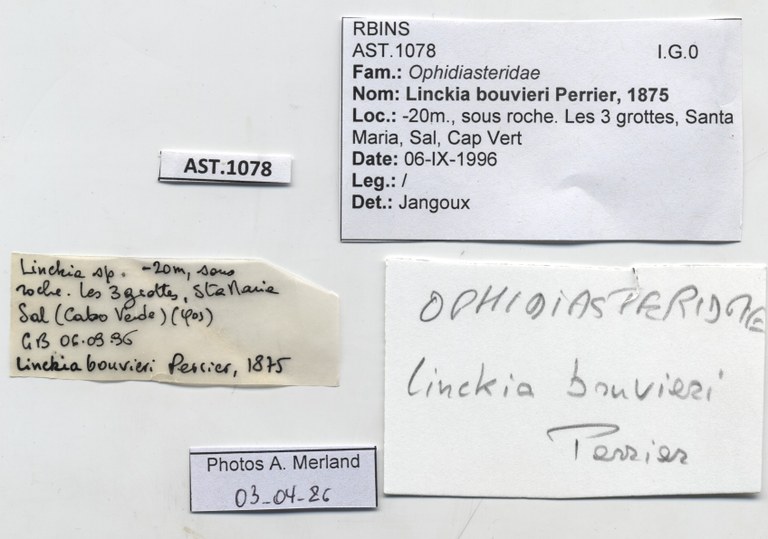 RBINS
AST.1078 I.G.0
Fam.: Ophidiasteridae
Nom: Linckia bouvieri Perrier, 1875
Loc.: -20m., sous roche. Les 3 grottes, Santa
Maria, Sal, Cap Vert
Date: 06-IX-1996
Leg.: /
Det.: Jangoux
AST.1078
Linckia sp. -20m, sous
roche. Les 3 grottes, Sta Maria
Sal (Cabo Verde)
GB 06.09.96
Linckia bouvieri Perrier, 1875
OPHIDIASTERIDAE
Linckia bouvieri
Perrier
Photos A. Merland
03-04-26